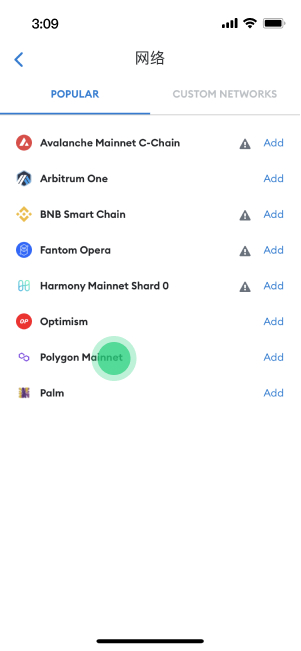 3:09
网络
POPULAR
CUSTOM NETWORKS
Avalanche Mainnet C-Chain Add
Arbitrum One Add
BNB Smart Chain Add
Fantom Opera Add
Harmony Mainnet Shard 0 Add
OP Optimism Add
Polygon Mainnet Add
Palm Add